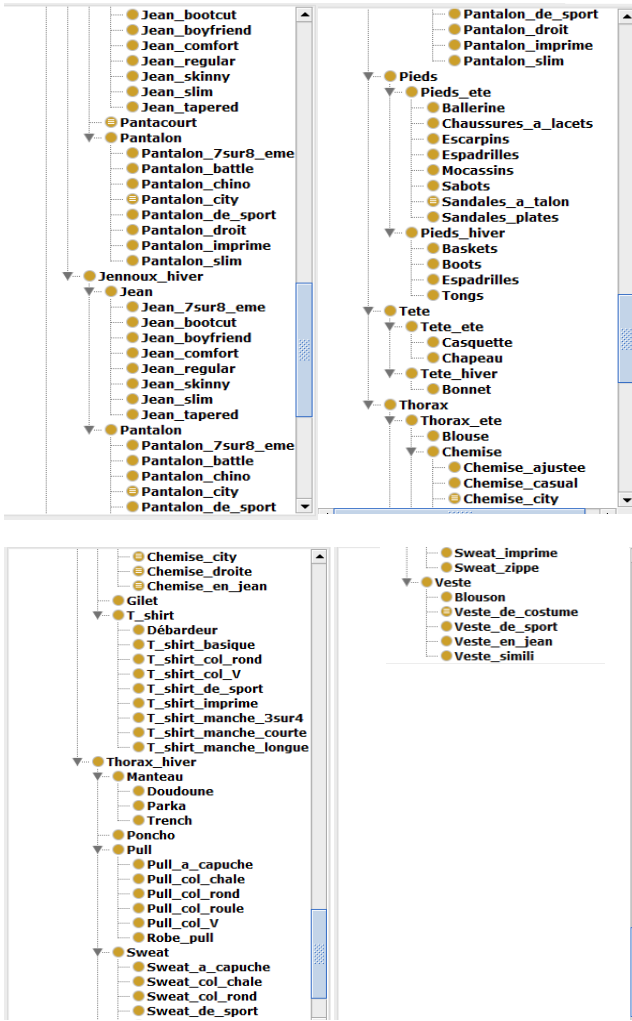 Jean_bootcut
Jean_boyfriend
Jean_comfort
Jean_regular
Jean_skinny
Jean_slim
Jean_tapered
Pantacourt
Pantalon
Pantalon_7sur8_eme
Pantalon_battle
Pantalon_chino
Pantalon_city
Pantalon_de_sport
Pantalon_droit
Pantalon_imprime
Pantalon_slim
Jennoux_hiver
Jean
Jean_7sur8_eme
Jean_bootcut
Jean_boyfriend
Jean_comfort
Jean_regular
Jean_skinny
Jean_slim
Jean_tapered
Pantalon
Pantalon_7sur8_eme
Pantalon_battle
Pantalon_chino
Pantalon_city
Pantalon_de_sport
Pantalon_de_sport
Pantalon_droit
Pantalon_imprime
Pantalon_slim
Pieds
Pieds_ete
Ballerine
Chaussures_a_lacets
Escarpins
Espadrilles
Mocassins
Sabots
Sandales_a_talon
Sandales_plates
Pieds_hiver
Baskets
Boots
Espadrilles
Tongs
Tete
Tete_ete
Casquette
Chapeau
Tete_hiver
Bonnet
Thorax
Thorax_ete
Blouse
Chemise
Chemise_ajustee
Chemise_casual
Chemise_city
Chemise_city
Chemise_droite
Chemise_en_jean
Gilet
T_shirt
Débardeur
T_shirt_basique
T_shirt_col_rond
T_shirt_col_V
T_shirt_de_sport
T_shirt_imprime
T_shirt_manche_3sur4
T_shirt_manche_courte
T_shirt_manche_longue
Thorax_hiver
Manteau
Doudoune
Parka
Trench
Poncho
Pull
Pull_a_capuche
Pull_col_chale
Pull_col_rond
Pull_col_roule
Pull_col_V
Robe_pull
Sweat
Sweat_a_capuche
Sweat_col_chale
Sweat_col_rond
Sweat_de_sport
Sweat_imprime
Sweat_zippe
Veste
Blouson
Veste_de_costume
Veste_de_sport
Veste_en_jean
Veste_simili